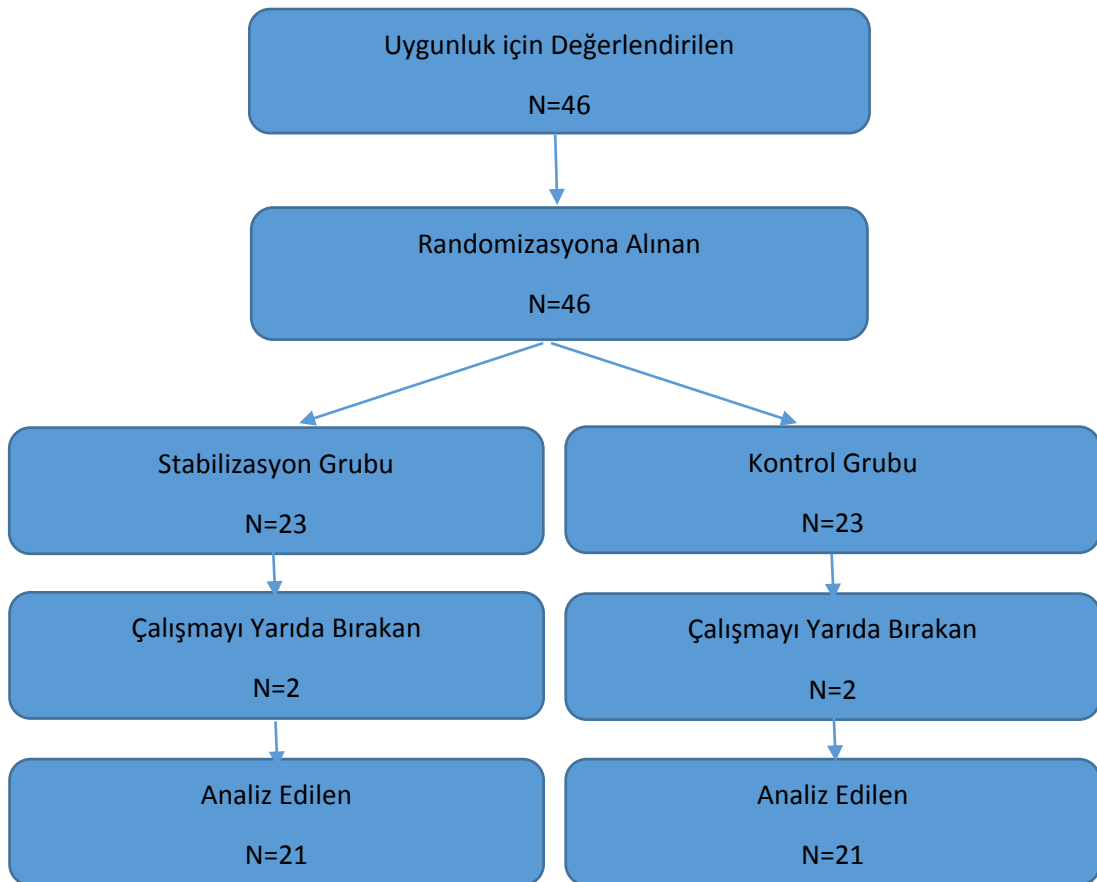 Uygunluk için Değerlendirilen
N=46
Randomizasyona Alınan
N=46
Stabilizasyon Grubu
N=23
Kontrol Grubu
N=23
Çalışmayı Yarıda Bırakan
N=2
Çalışmayı Yarıda Bırakan
N=2
Analiz Edilen
N=21
Analiz Edilen
N=21